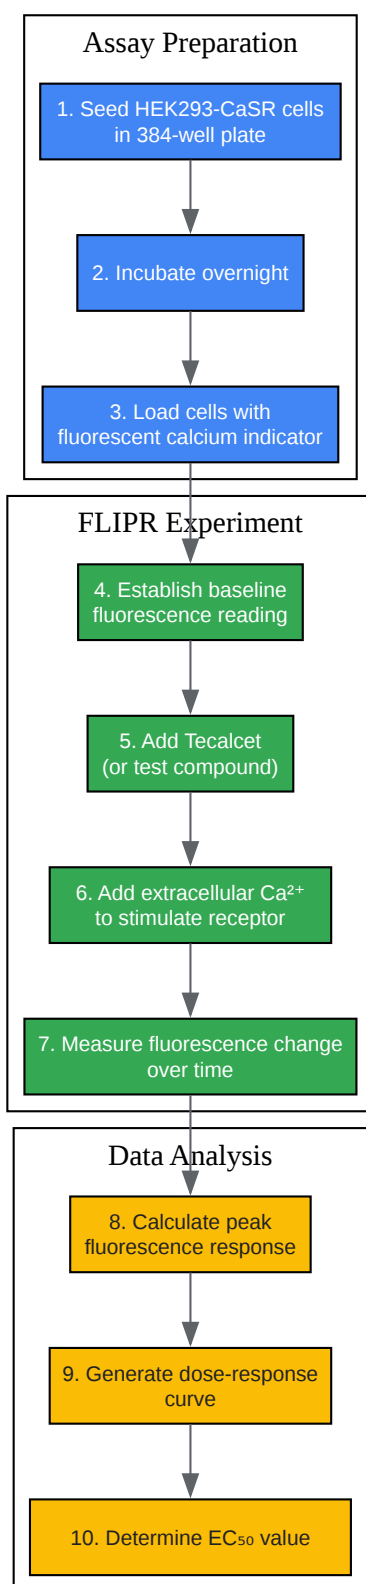 Assay Preparation
1. Seed HEK293-CaSR cells
in 384-well plate
2. Incubate overnight
3. Load cells with
fluorescent calcium indicator
FLIPR Experiment
4. Establish baseline
fluorescence reading
5. Add Tecalcet
(or test compound)
6. Add extracellular Ca²⁺
to stimulate receptor
7. Measure fluorescence change
over time
Data Analysis
8. Calculate peak
fluorescence response
9. Generate dose-response
curve
10. Determine EC₅₀ value